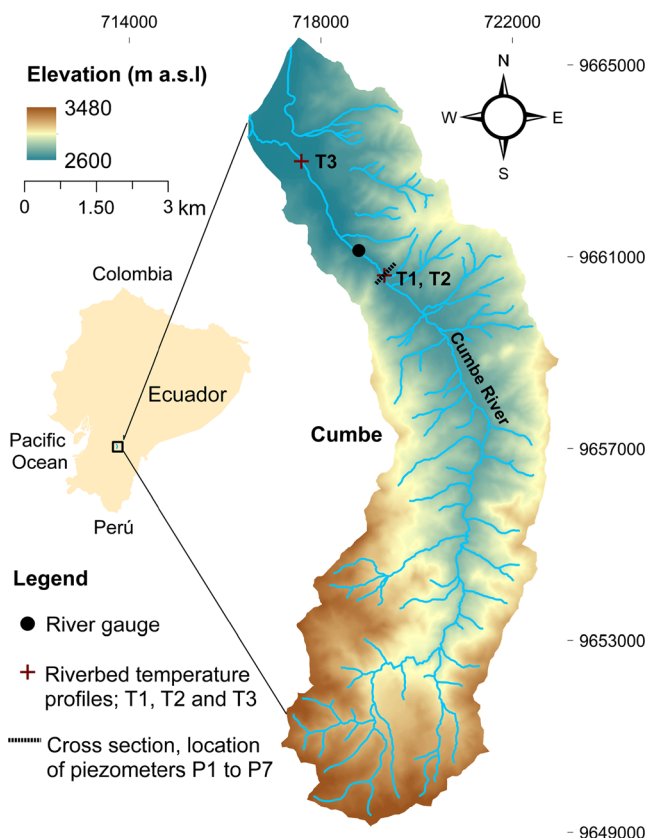 714000
718000
722000
Elevation (m a.s.l)
3480
2600
0
1.50
3 km
N
W
E
S
9665000
T3
9661000
T1, T2
Colombia
Ecuador
Pacific
Ocean
Perú
Cumbe River
Cumbe
9657000
9653000
9649000
Legend
River gauge
Riverbed temperature
profiles; T1, T2 and T3
Cross section, location
of piezometers P1 to P7